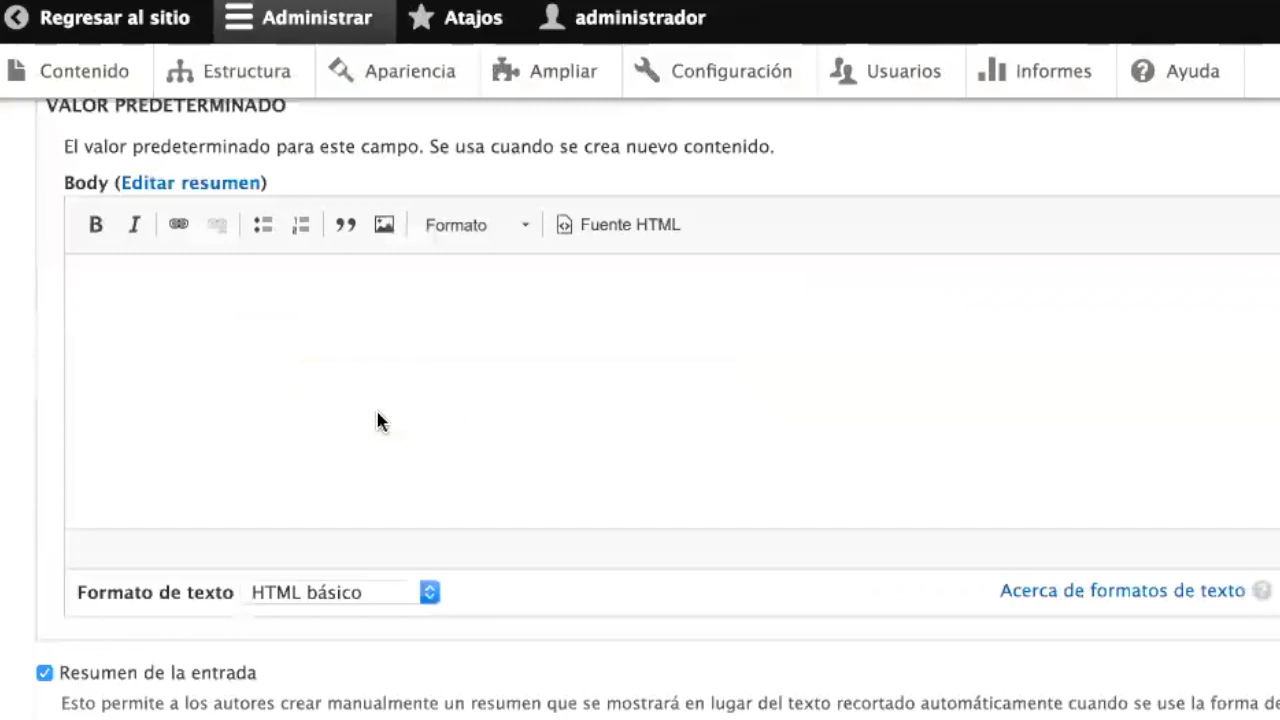 Regresar al sitio Administrar Atajos administrador
Contenido Estructura Apariencia Ampliar Configuración Usuarios Informes Ayuda
VALOR PREDETERMINADO
El valor predeterminado para este campo. Se usa cuando se crea nuevo contenido.
Body (Editar resumen)
B I Formato Fuente HTML
Formato de texto HTML básico Acerca de formatos de texto
Resumen de la entrada
Esto permite a los autores crear manualmente un resumen que se mostrará en lugar del texto recortado automáticamente cuando se use la forma de